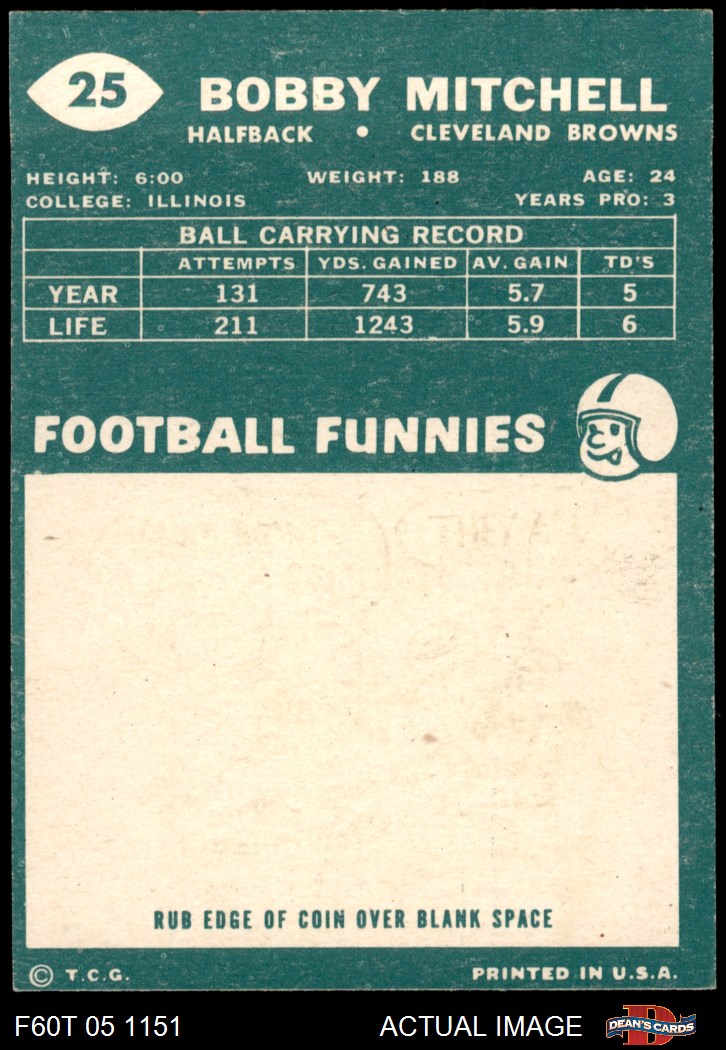 25
BOBBY MITCHELL
HALFBACK • CLEVELAND BROWNS
HEIGHT: 6:00 WEIGHT: 188 AGE: 24
COLLEGE: ILLINOIS YEARS PRO: 3
BALL CARRYING RECORD
ATTEMPTS YDS. GAINED AV. GAIN TD'S
YEAR 131 743 5.7 5
LIFE 211 1243 5.9 6
FOOTBALL FUNNIES
RUB EDGE OF COIN OVER BLANK SPACE
© T.C.G. PRINTED IN U.S.A.
F60T 05 1151 ACTUAL IMAGE DEAN'S CARDS